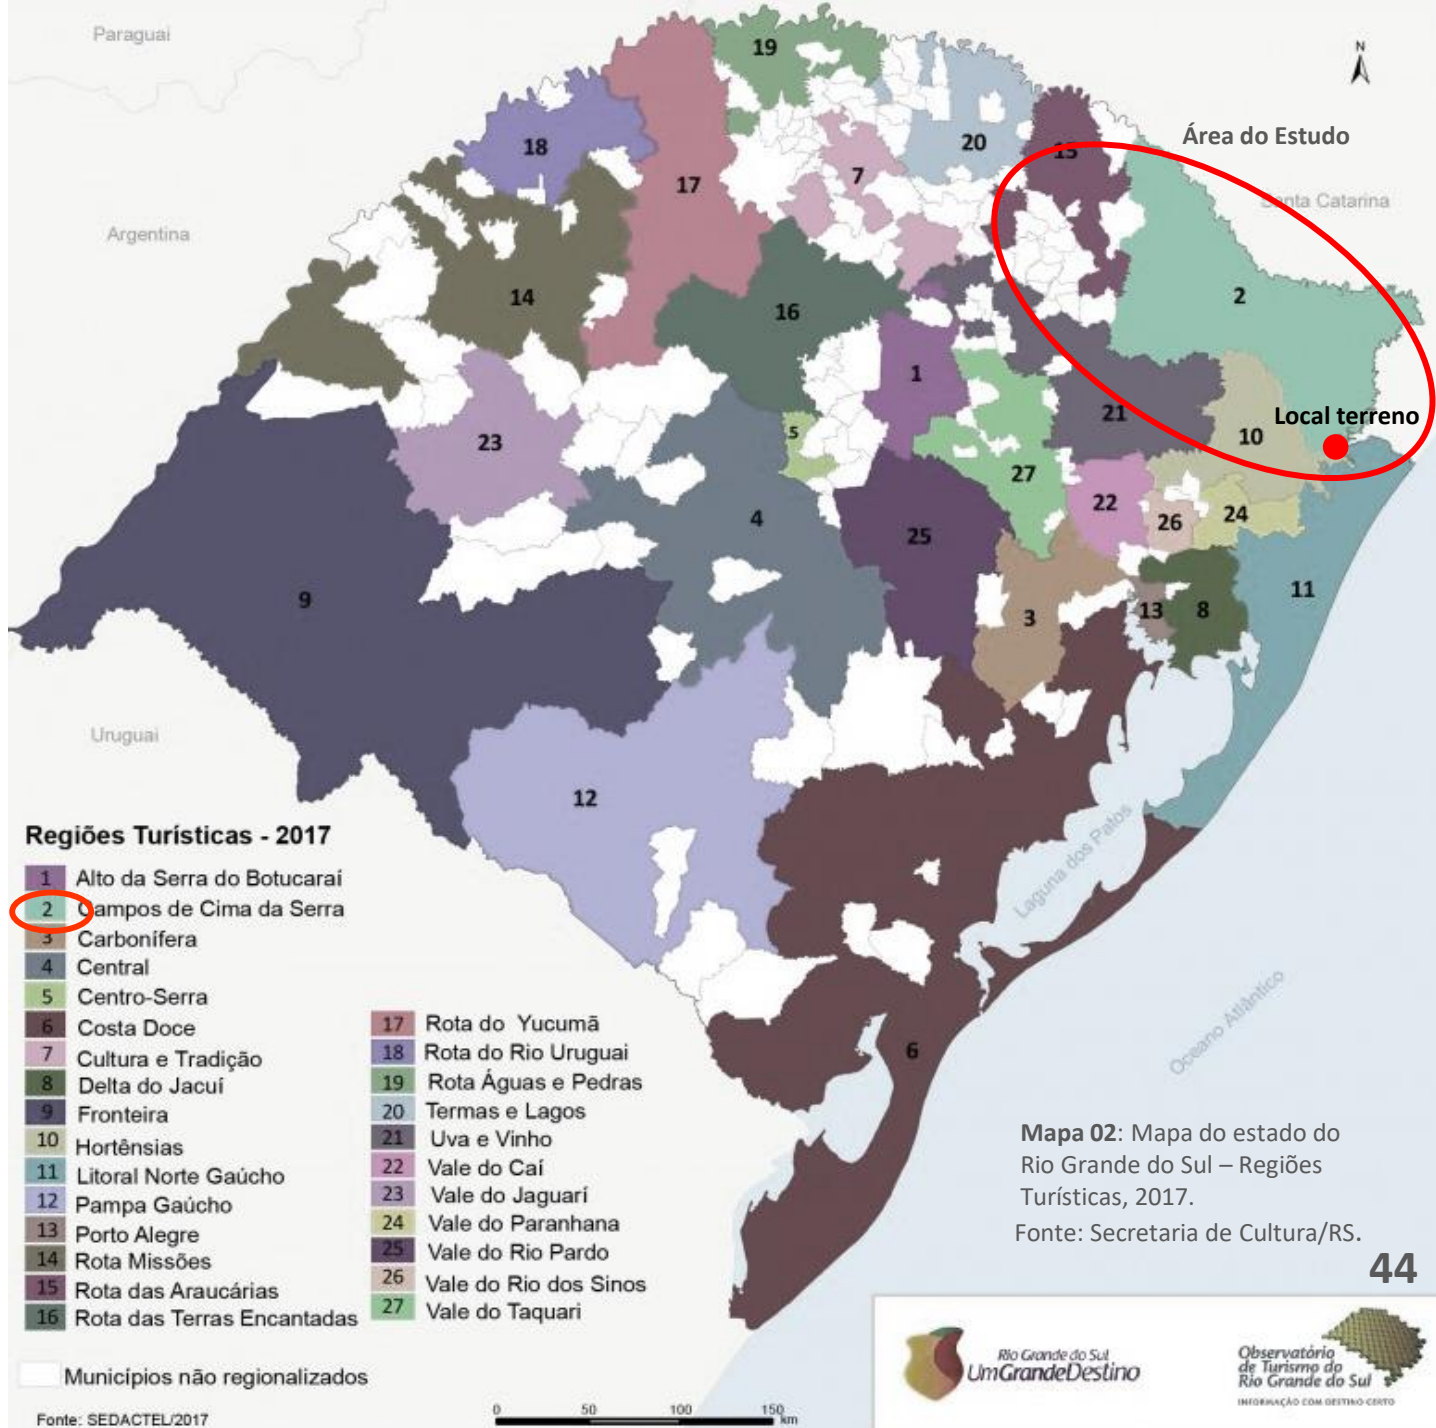 Paraguai
19
N
Área do Estudo
18
20
15
7
17
Santa Catarina
Argentina
14
2
16
1
Local terreno
21
5
10
23
27
22
4
24
26
25
9
11
3
13
8
Uruguai
12
Laguna dos Patos
Oceano Atlântico
6
Regiões Turísticas - 2017
1 Alto da Serra do Botucaraí
2 Campos de Cima da Serra
3 Carbonífera
4 Central
5 Centro-Serra
6 Costa Doce
7 Cultura e Tradição
8 Delta do Jacuí
9 Fronteira
10 Hortênsias
11 Litoral Norte Gaúcho
12 Pampa Gaúcho
13 Porto Alegre
14 Rota Missões
15 Rota das Araucárias
16 Rota das Terras Encantadas
17 Rota do Yucumã
18 Rota do Rio Uruguai
19 Rota Águas e Pedras
20 Termas e Lagos
21 Uva e Vinho
22 Vale do Caí
23 Vale do Jaguarí
24 Vale do Paranhana
25 Vale do Rio Pardo
26 Vale do Rio dos Sinos
27 Vale do Taquari
Municípios não regionalizados
Fonte: SEDACTEL/2017
0 50 100 150 km
Mapa 02: Mapa do estado do
Rio Grande do Sul – Regiões
Turísticas, 2017.
Fonte: Secretaria de Cultura/RS.
44
Rio Grande do Sul
UmGrandeDestino
Observatório
de Turismo do
Rio Grande do Sul
INFORMAÇÃO COM DESTINO CERTO